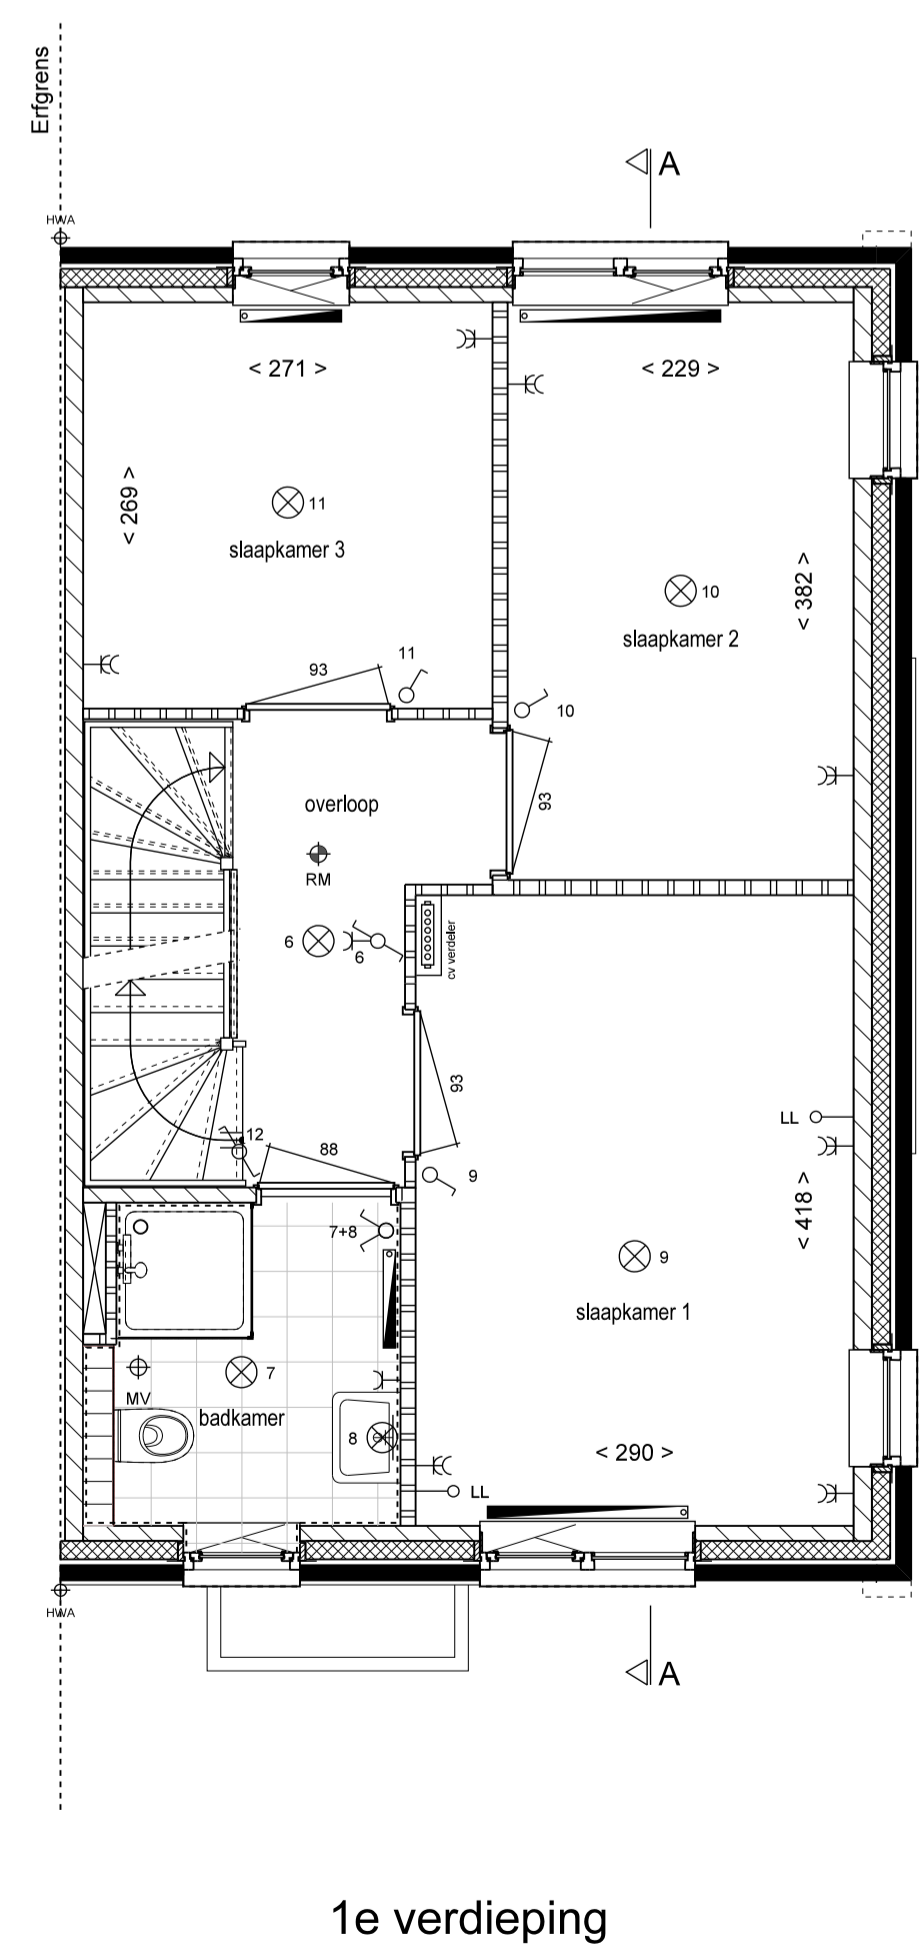 Erfgrens
A
HWA
< 271 >
< 229 >
< 269 >
11
slaapkamer 3
< 382 >
10
slaapkamer 2
11
93
10
overloop
93
RM
6
6
cv verdeler
93
LL
12
88
9
< 418 >
7+8
9
slaapkamer 1
7
MV
badkamer
8
< 290 >
LL
HWA
A
1e verdieping